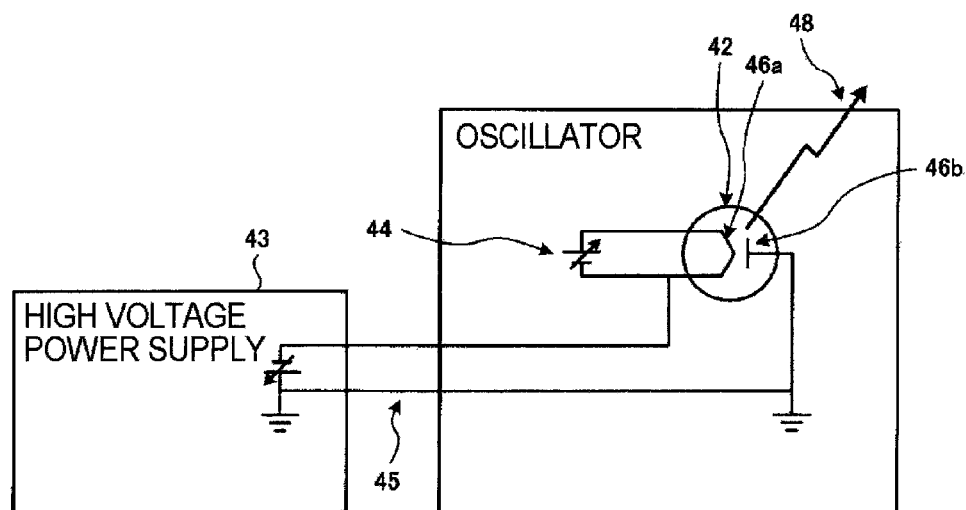 42
48
46a
OSCILLATOR
46b
44
43
HIGH VOLTAGE
POWER SUPPLY
45